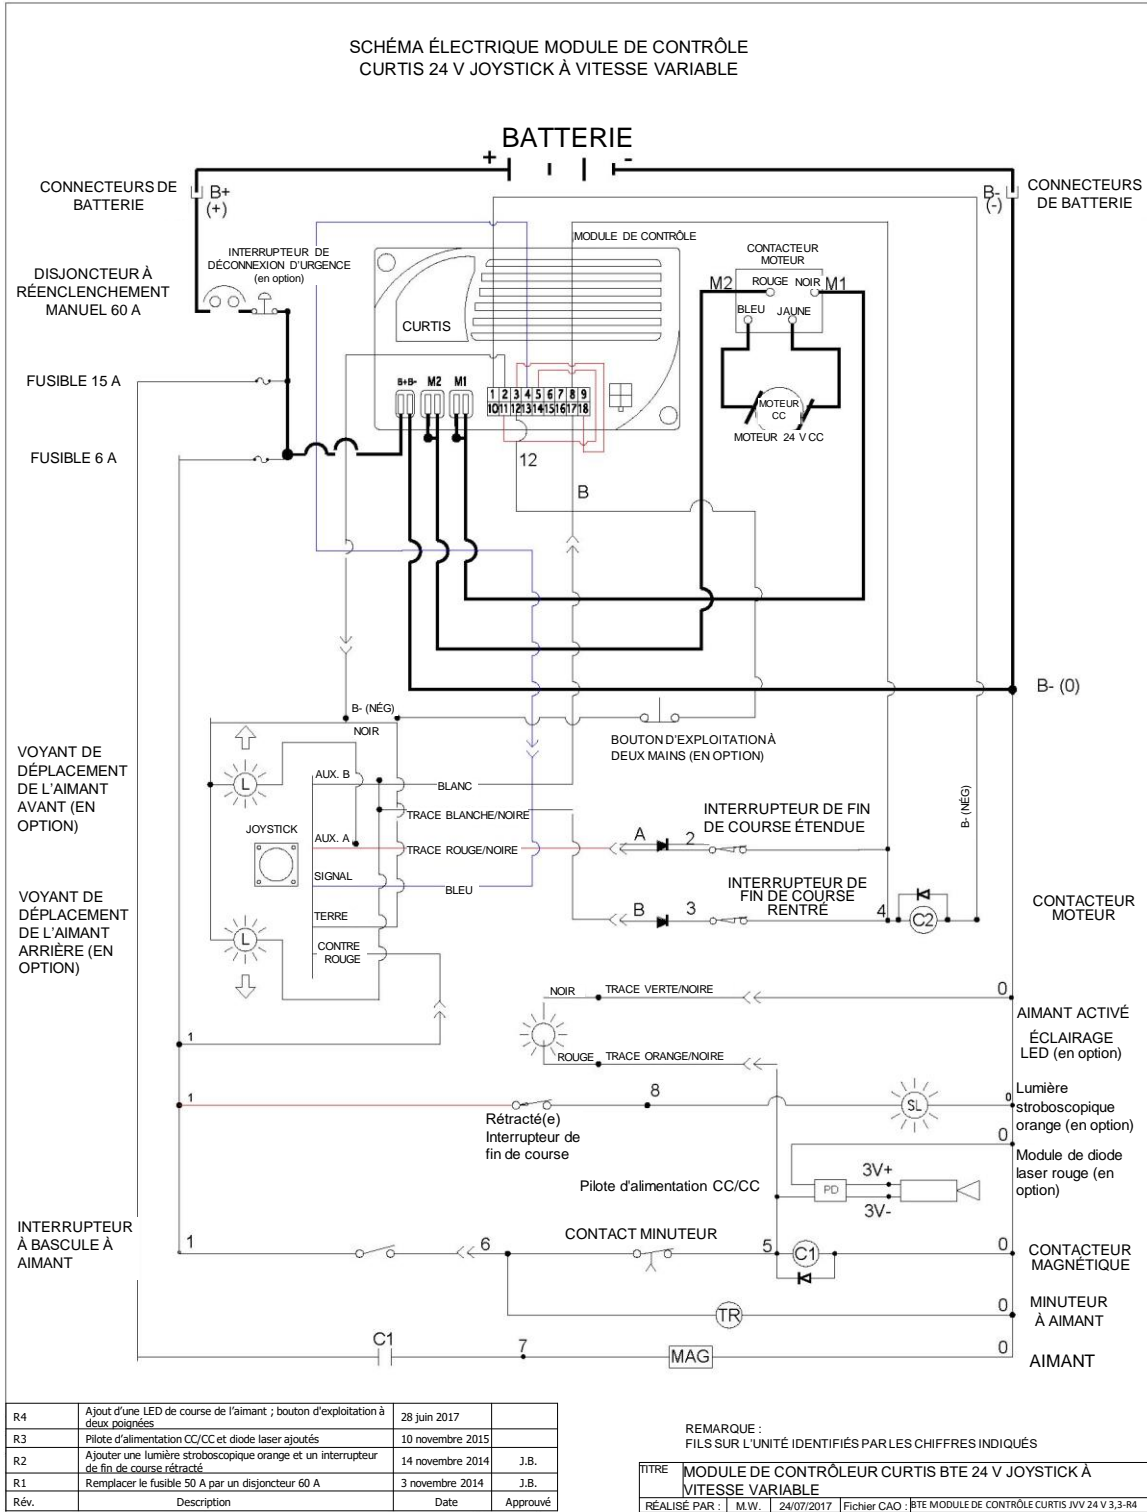 SCHÉMA ÉLECTRIQUE MODULE DE CONTRÔLE
CURTIS 24 V JOYSTICK À VITESSE VARIABLE
BATTERIE
+ -
CONNECTEURS DE
BATTERIE
B+
(+)
B-
(-)
CONNECTEURS
DE BATTERIE
INTERRUPTEUR DE
DÉCONNEXION D'URGENCE
(en option)
DISJONCTEUR À
RÉENCLENCHEMENT
MANUEL 60 A
MODULE DE CONTRÔLE
CONTACTEUR
MOTEUR
M2 ROUGE NOIR M1
BLEU JAUNE
CURTIS
FUSIBLE 15 A
B+B- M2 M1
1 2 3 4 5 6 7 8 9
10 11 12 13 14 15 16 17 18
MOTEUR
CC
MOTEUR 24 V CC
FUSIBLE 6 A
12
B
B- (0)
B- (NÉG)
NOIR
BOUTON D'EXPLOITATION À
DEUX MAINS (EN OPTION)
VOYANT DE
DÉPLACEMENT
DE L'AIMANT
AVANT (EN
OPTION)
L
AUX. B
BLANC
TRACE BLANCHE/NOIRE
JOYSTICK
AUX. A
TRACE ROUGE/NOIRE
SIGNAL
BLEU
TERRE
CONTRE
ROUGE
L
INTERRUPTEUR DE FIN
DE COURSE ÉTENDUE
A 2
B- (NÉG)
INTERRUPTEUR DE
FIN DE COURSE
RENTRÉ
B 3 4 C2
CONTACTEUR
MOTEUR
VOYANT DE
DÉPLACEMENT
DE L'AIMANT
ARRIÈRE (EN
OPTION)
NOIR TRACE VERTE/NOIRE 0
AIMANT ACTIVÉ
ÉCLAIRAGE
LED (en option)
1
ROUGE TRACE ORANGE/NOIRE
1 8 SL 0
Rétracté(e)
Interrupteur de
fin de course
Lumière
stroboscopique
orange (en option)
0
Module de diode
laser rouge (en
option)
Pilote d'alimentation CC/CC
PD 3V+
3V-
INTERRUPTEUR
À BASCULE À
AIMANT
1 6 CONTACT MINUTEUR 5 C1 0
CONTACTEUR
MAGNÉTIQUE
TR 0
MINUTEUR
À AIMANT
C1 7 MAG 0
AIMANT
R4 Ajout d'une LED de course de l'aimant ; bouton d'exploitation à
deux poignées 28 juin 2017
R3 Pilote d'alimentation CC/CC et diode laser ajoutés 10 novembre 2015
R2 Ajouter une lumière stroboscopique orange et un interrupteur
de fin de course rétracté 14 novembre 2014 J.B.
R1 Remplacer le fusible 50 A par un disjoncteur 60 A 3 novembre 2014 J.B.
Rév. Description Date Approuvé
REMARQUE :
FILS SUR L'UNITÉ IDENTIFIÉS PAR LES CHIFFRES INDIQUÉS
TITRE MODULE DE CONTRÔLEUR CURTIS BTE 24 V JOYSTICK À
VITESSE VARIABLE
RÉALISÉ PAR : M.W. 24/07/2017 Fichier CAO : BTE MODULE DE CONTRÔLE CURTIS JVV 24 V 3,3-R4